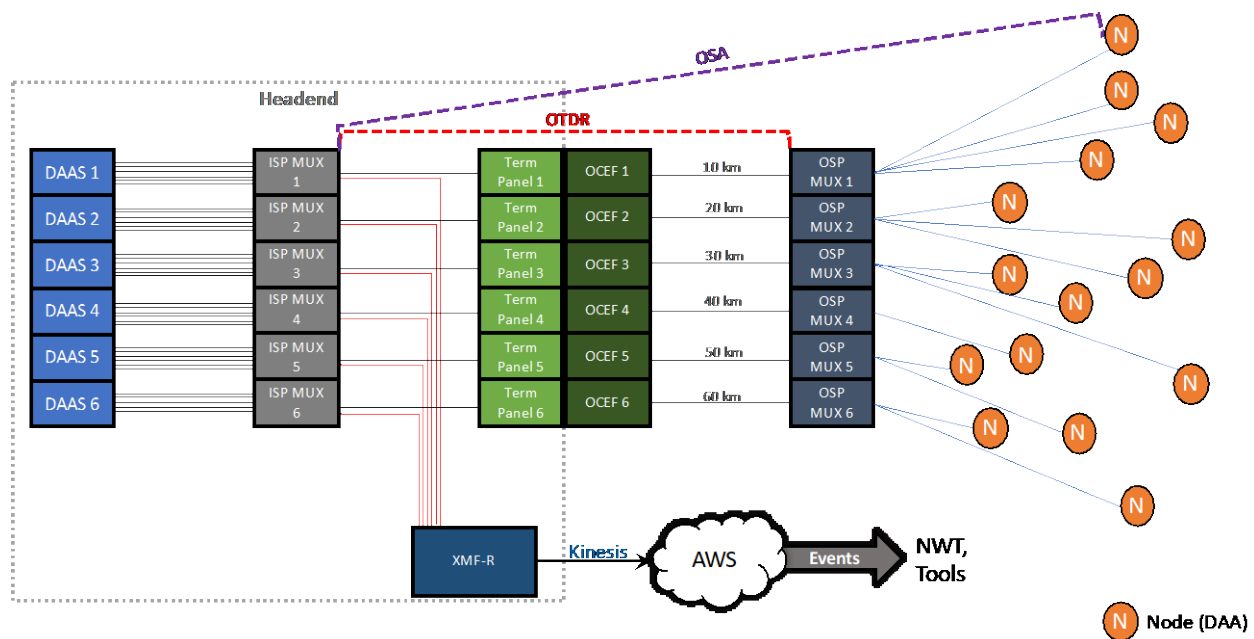 N
OSA
N
Headend
OTDR
N
N
DAAS 1
ISP MUX
1
Term
Panel 1
OCEF 1
10 km
OSP
MUX 1
N
DAAS 2
ISP MUX
2
Term
Panel 2
OCEF 2
20 km
OSP
MUX 2
N
DAAS 3
ISP MUX
3
Term
Panel 3
OCEF 3
30 km
OSP
MUX 3
N
N
N
DAAS 4
ISP MUX
4
Term
Panel 4
OCEF 4
40 km
OSP
MUX 4
N
DAAS 5
ISP MUX
5
Term
Panel 5
OCEF 5
50 km
OSP
MUX 5
N
N
N
DAAS 6
ISP MUX
6
Term
Panel 6
OCEF 6
60 km
OSP
MUX 6
N
N
N
XMF-R
Kinesis
AWS
Events
NWT,
Tools
N Node (DAA)